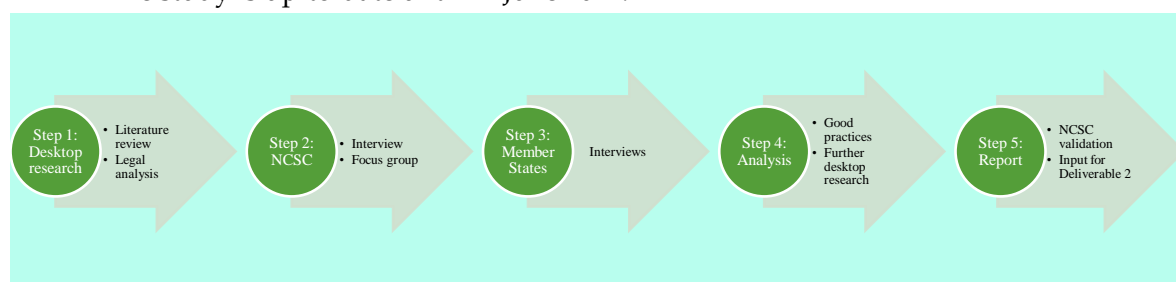 Step 1:
Desktop
research
• Literature
review
• Legal
analysis
Step 2:
NCSC
• Interview
• Focus group
Step 3:
Member
States
Interviews
Step 4:
Analysis
• Good
practices
• Further
desktop
research
Step 5:
Report
• NCSC
validation
• Input for
Deliverable 2